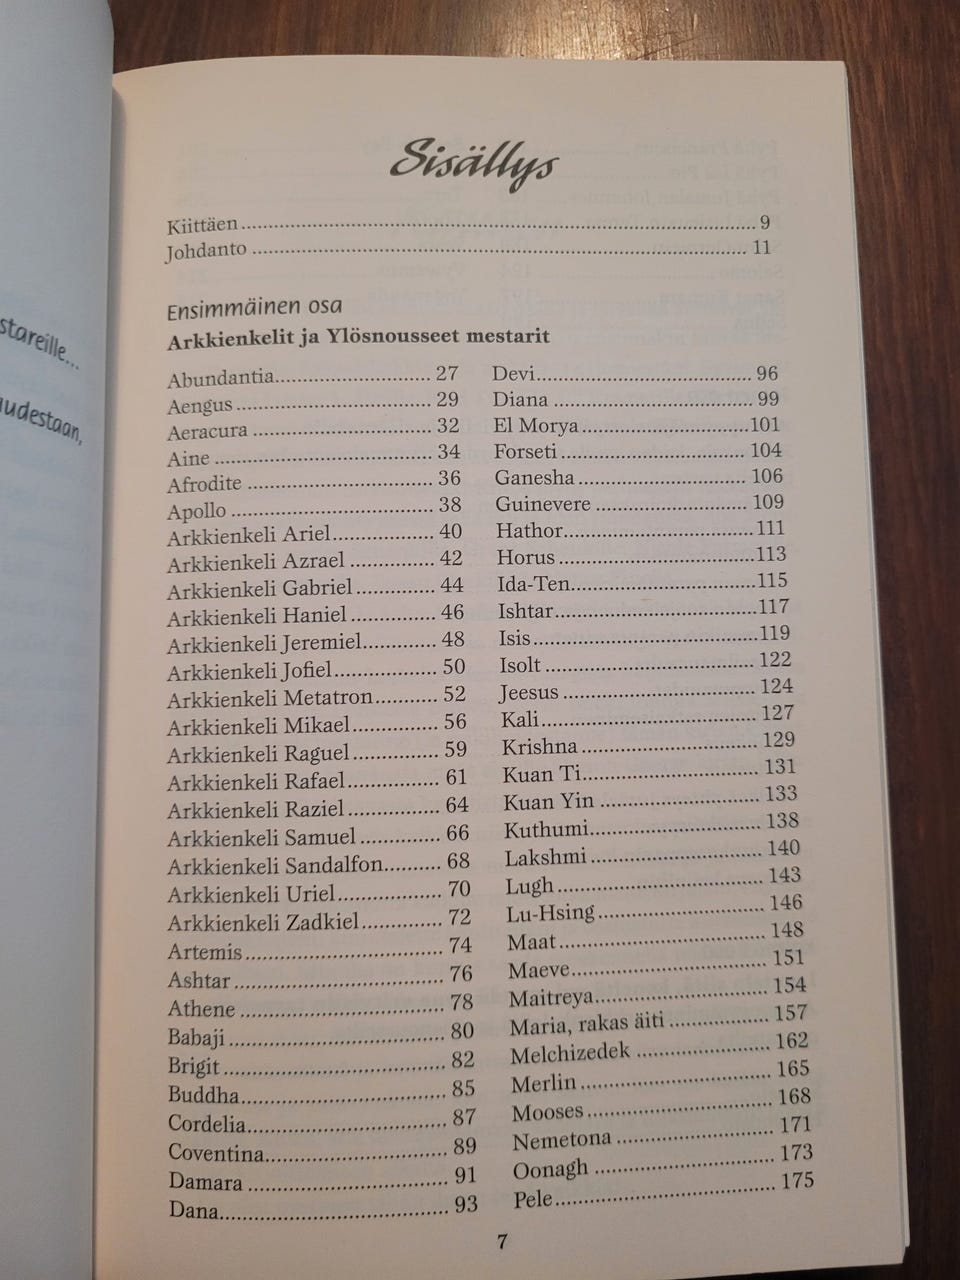 stareille...
udestaan,
Sisällys
Kiittäen 9
Johdanto 11
Ensimmäinen osa
Arkkienkelit ja Ylösnousseet mestarit
Abundantia 27
Aengus 29
Aeracura 32
Aine 34
Afrodite 36
Apollo 38
Arkkienkeli Ariel 40
Arkkienkeli Azrael 42
Arkkienkeli Gabriel 44
Arkkienkeli Haniel 46
Arkkienkeli Jeremiel 48
Arkkienkeli Jofiel 50
Arkkienkeli Metatron 52
Arkkienkeli Mikael 56
Arkkienkeli Raguel 59
Arkkienkeli Rafael 61
Arkkienkeli Raziel 64
Arkkienkeli Samuel 66
Arkkienkeli Sandalfon 68
Arkkienkeli Uriel 70
Arkkienkeli Zadkiel 72
Artemis 74
Ashtar 76
Athene 78
Babaji 80
Brigit 82
Buddha 85
Cordelia 87
Coventina 89
Damara 91
Dana 93
Devi 96
Diana 99
El Morya 101
Forseti 104
Ganesha 106
Guinevere 109
Hathor 111
Horus 113
Ida-Ten 115
Ishtar 117
Isis 119
Isolt 122
Jeesus 124
Kali 127
Krishna 129
Kuan Ti 131
Kuan Yin 133
Kuthumi 138
Lakshmi 140
Lugh 143
Lu-Hsing 146
Maat 148
Maeve 151
Maitreya 154
Maria, rakas äiti 157
Melchizedek 162
Merlin 165
Mooses 168
Nemetona 171
Oonagh 173
Pele 175
7